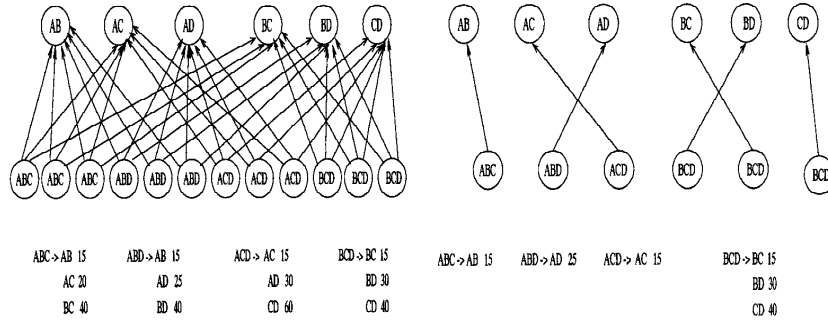 AB AC AD BC BD CD AB AC AD BC BD CD
ABC ABC ABC ABD ABD ABD ACD ACD ACD BCD BCD BCD ABC ABD ACD BCD BCD BCD
ABC -> AB 15 ABD -> AB 15 ACD -> AC 15 BCD -> BC 15 ABC -> AB 15 ABD -> AD 25 ACD -> AC 15 BCD -> BC 15
AC 20 AD 25 AD 30 BD 30 BD 30
BC 40 BD 40 CD 60 CD 40 CD 40